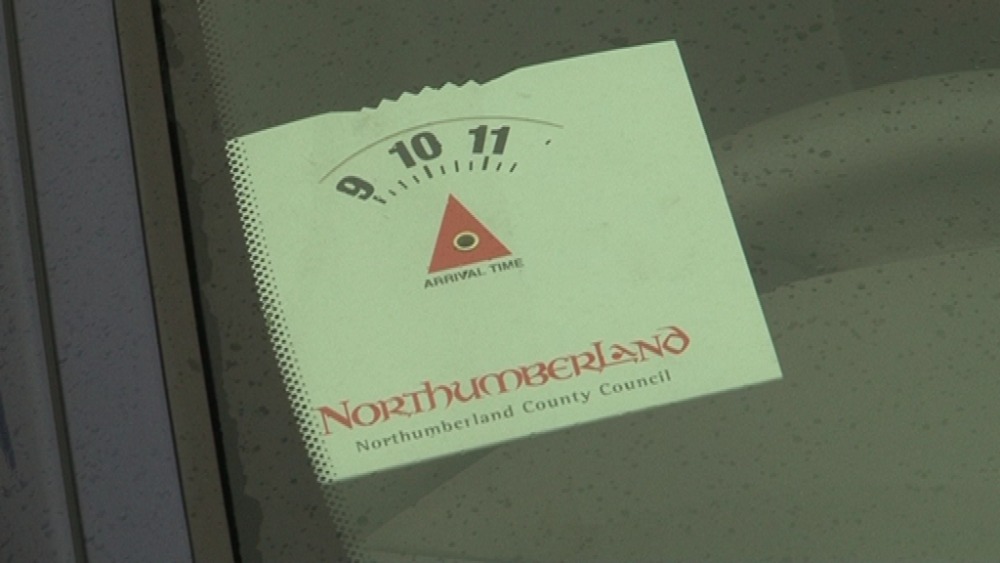 9 10 11
ARRIVAL TIME
NORThUMBERLAND
Northumberland County Council